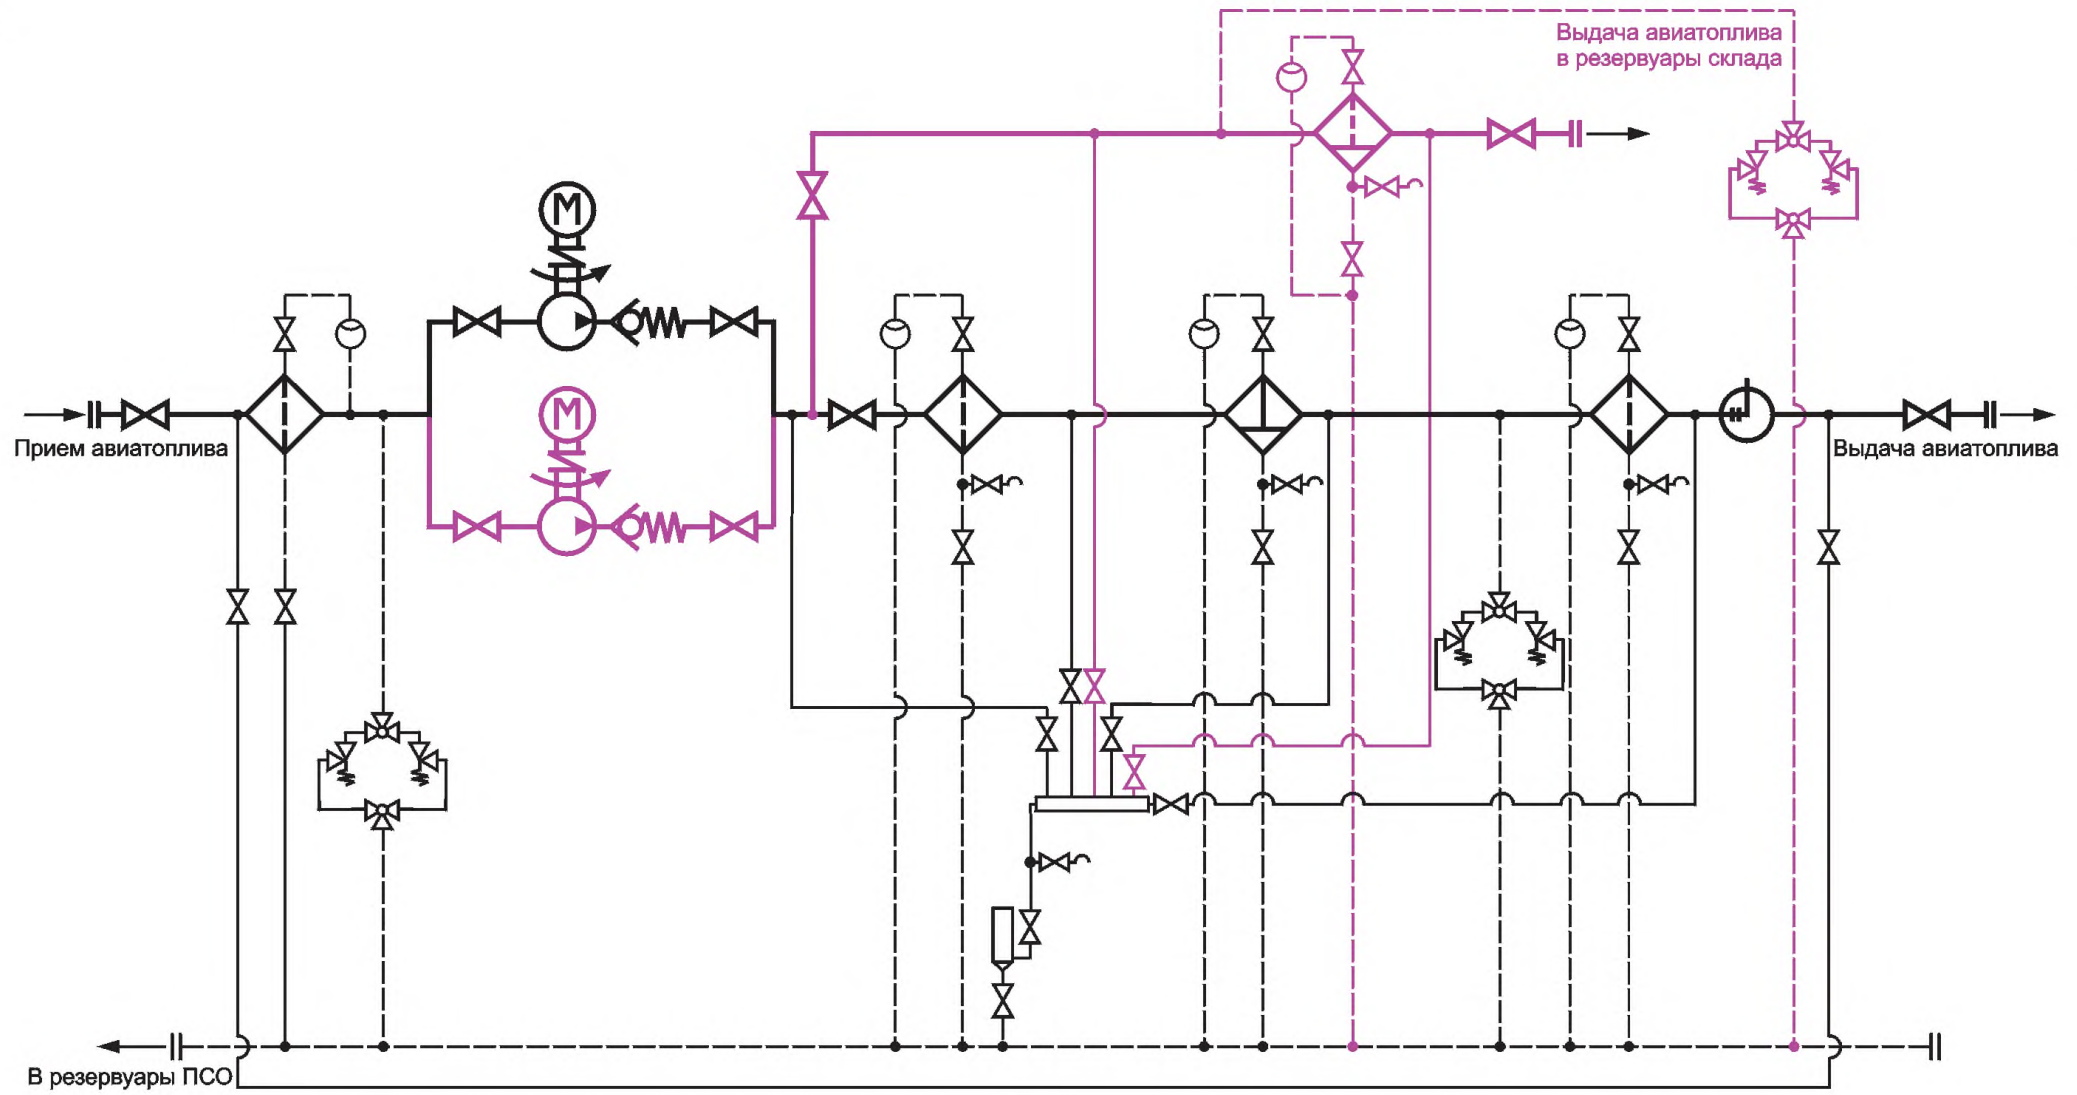 Выдача авиатоплива
в резервуары склада
М
М
Прием авиатоплива
Выдача авиатоплива
В резервуары ПСО